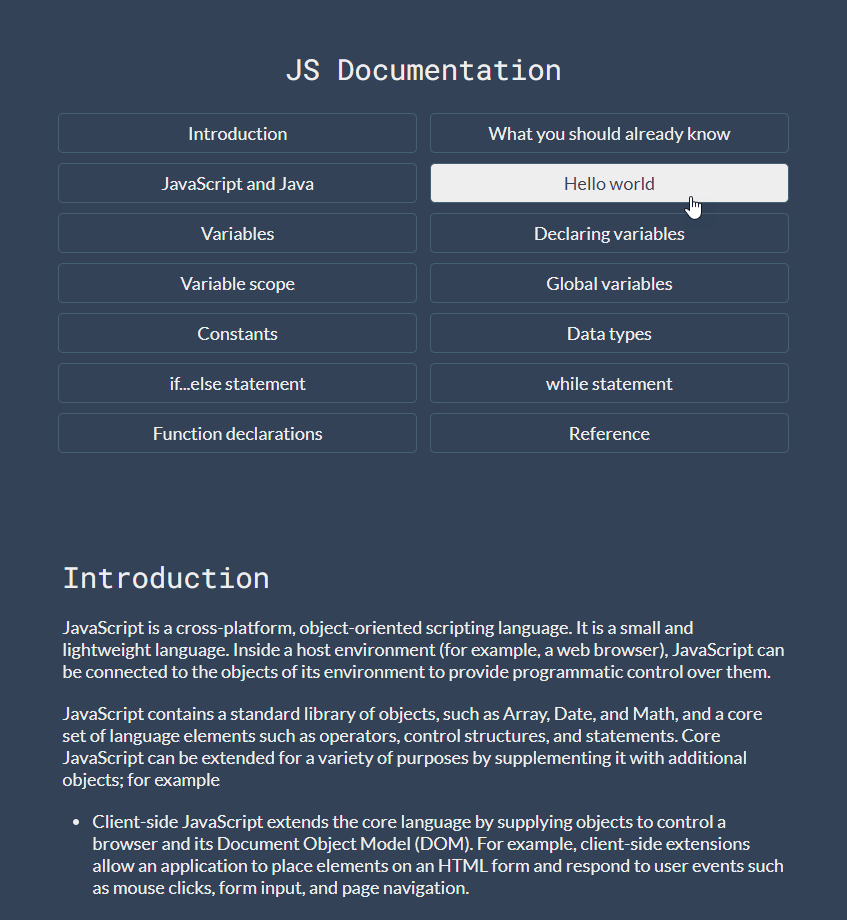 JS Documentation
Introduction
What you should already know
JavaScript and Java
Hello world
Variables
Declaring variables
Variable scope
Global variables
Constants
Data types
if...else statement
while statement
Function declarations
Reference
Introduction
JavaScript is a cross-platform, object-oriented scripting language. It is a small and
lightweight language. Inside a host environment (for example, a web browser), JavaScript can
be connected to the objects of its environment to provide programmatic control over them.
JavaScript contains a standard library of objects, such as Array, Date, and Math, and a core
set of language elements such as operators, control structures, and statements. Core
JavaScript can be extended for a variety of purposes by supplementing it with additional
objects; for example
• Client-side JavaScript extends the core language by supplying objects to control a
browser and its Document Object Model (DOM). For example, client-side extensions
allow an application to place elements on an HTML form and respond to user events such
as mouse clicks, form input, and page navigation.